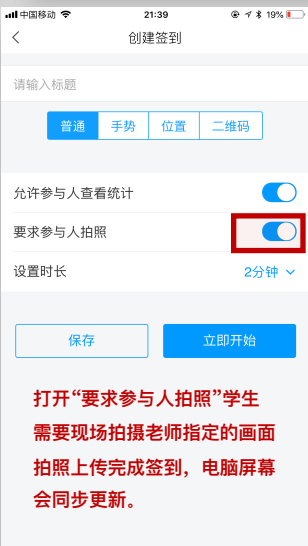 中国移动 21:39 19%
创建签到
请输入标题
普通 手势 位置 二维码
允许参与人查看统计
要求参与人拍照
设置时长 2分钟
保存 立即开始
打开“要求参与人拍照”学生
需要现场拍摄老师指定的画面
拍照上传完成签到，电脑屏幕
会同步更新。